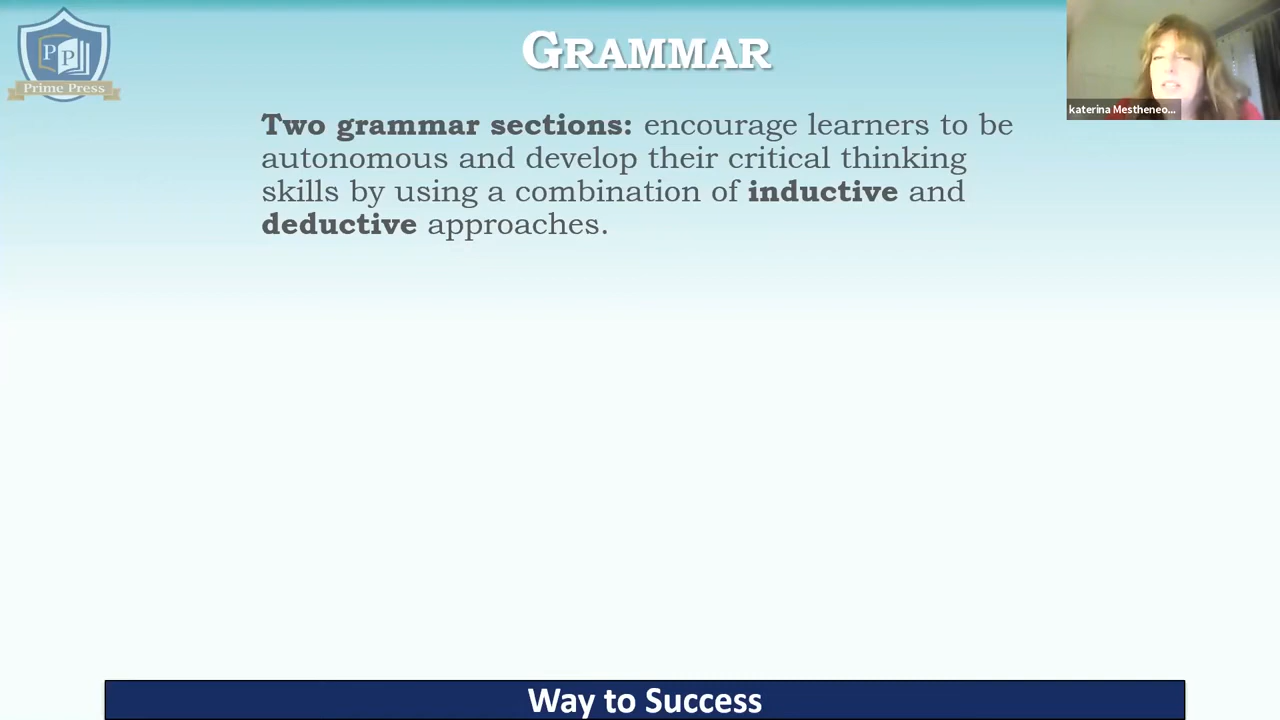 GRAMMAR
PP
Prime Press
katerina Mestheneo...
Two grammar sections: encourage learners to be
autonomous and develop their critical thinking
skills by using a combination of inductive and
deductive approaches.
Way to Success